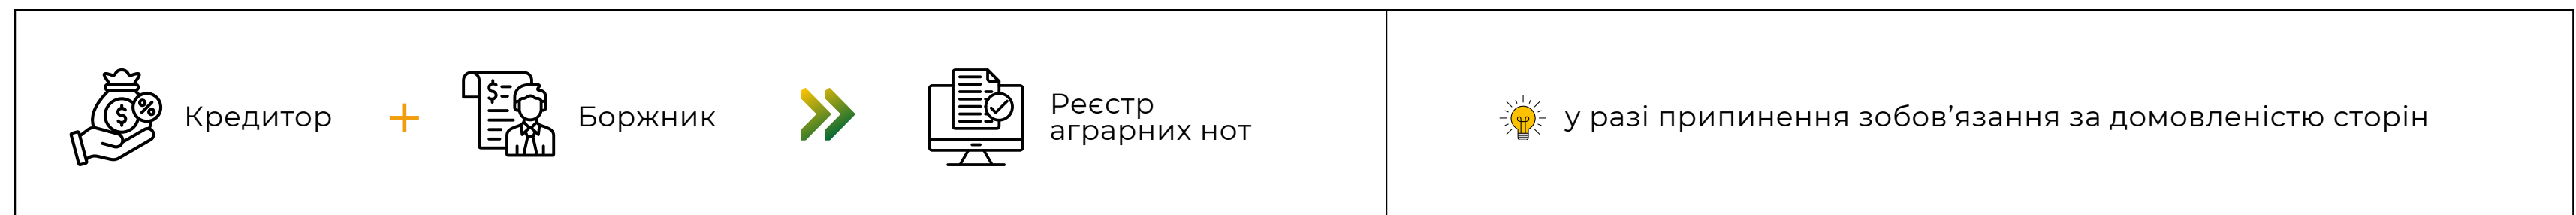 Кредитор
Боржник
Реєстр
аграрних нот
у разі припинення зобов’язання за домовленістю сторін